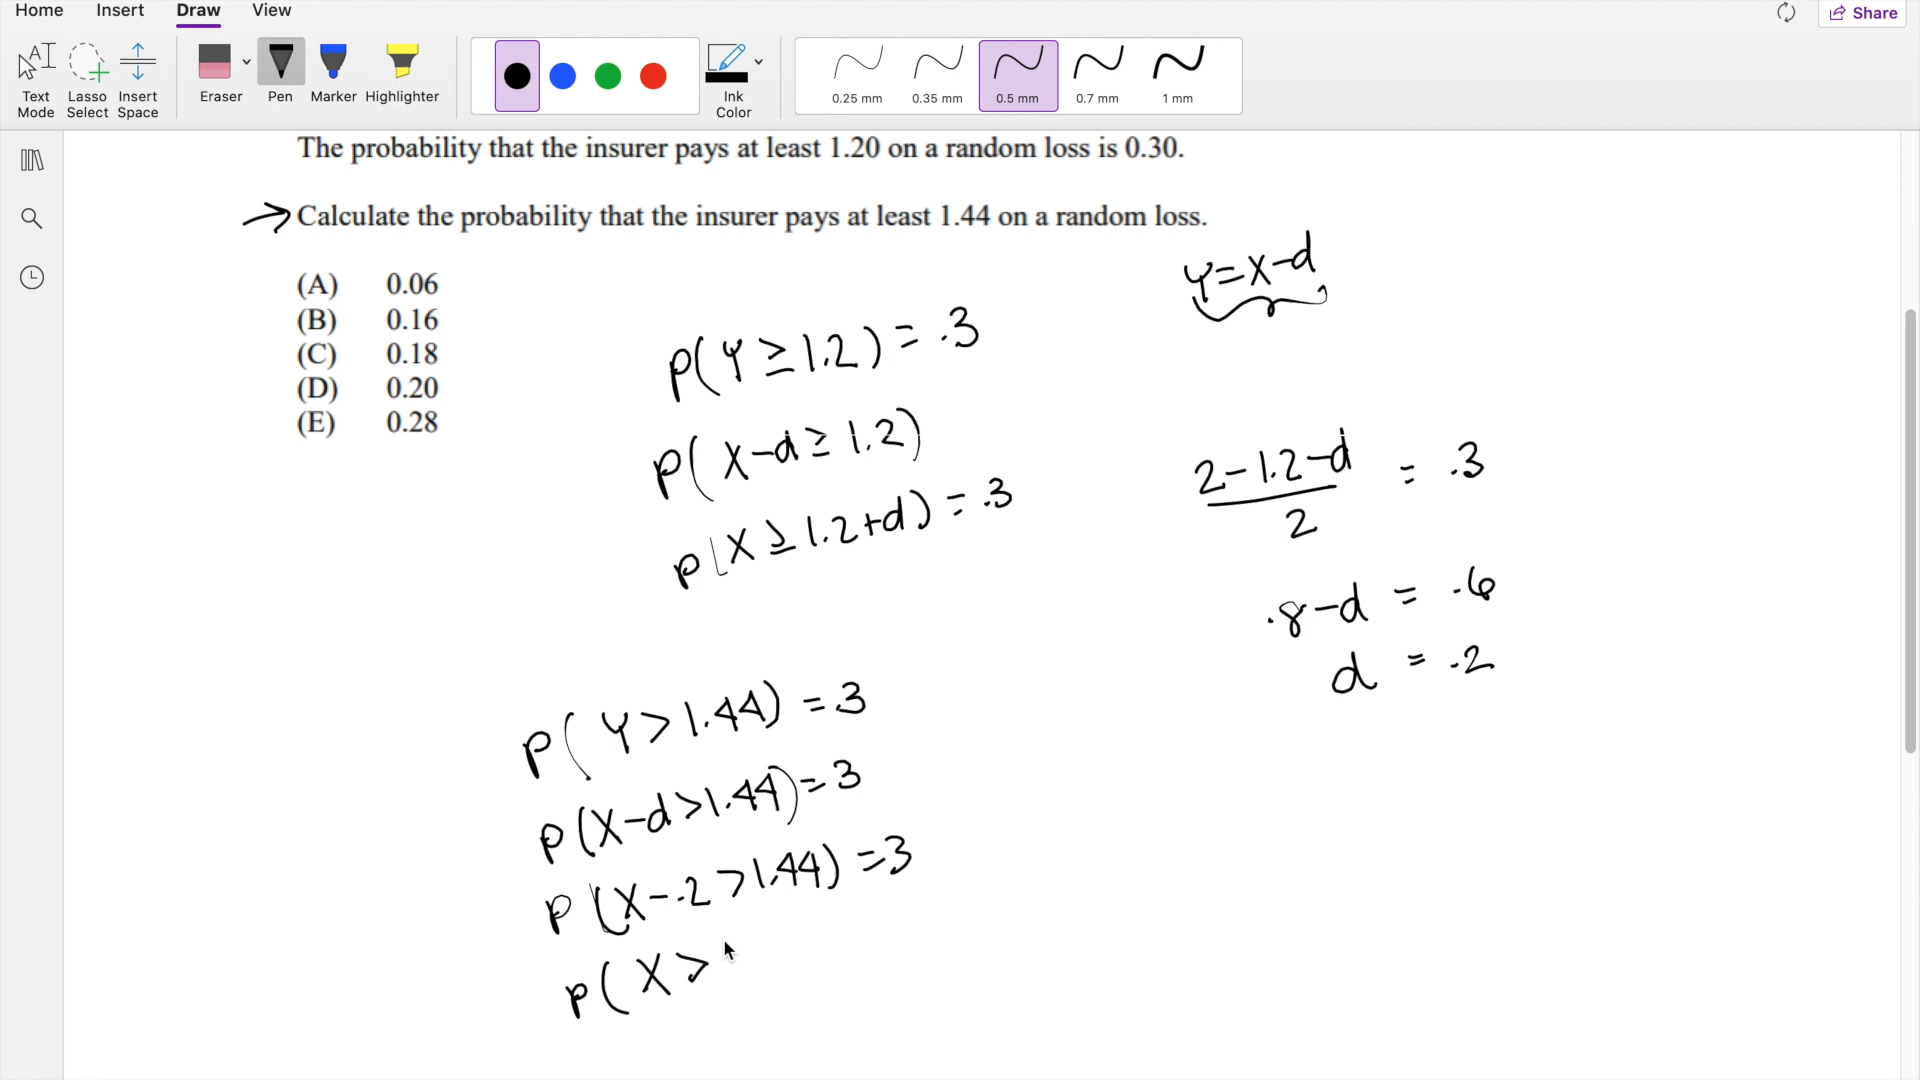 Home Insert Draw View
Share
Text Mode
Lasso Select
Insert Space
Eraser
Pen
Marker
Highlighter
Ink Color
0.25 mm
0.35 mm
0.5 mm
0.7 mm
1 mm
The probability that the insurer pays at least 1.20 on a random loss is 0.30.
Calculate the probability that the insurer pays at least 1.44 on a random loss.
(A) 0.06
(B) 0.16
(C) 0.18
(D) 0.20
(E) 0.28
Y=X-d
P(Y≥1.2)=.3
P(X-d≥1.2)
P(X≥1.2+d)=.3
2-1.2-d
2
= .3
.8-d = .6
d = .2
P(Y>1.44)=3
P(X-d>1.44)=3
P(X-.2>1.44)=3
P(X>